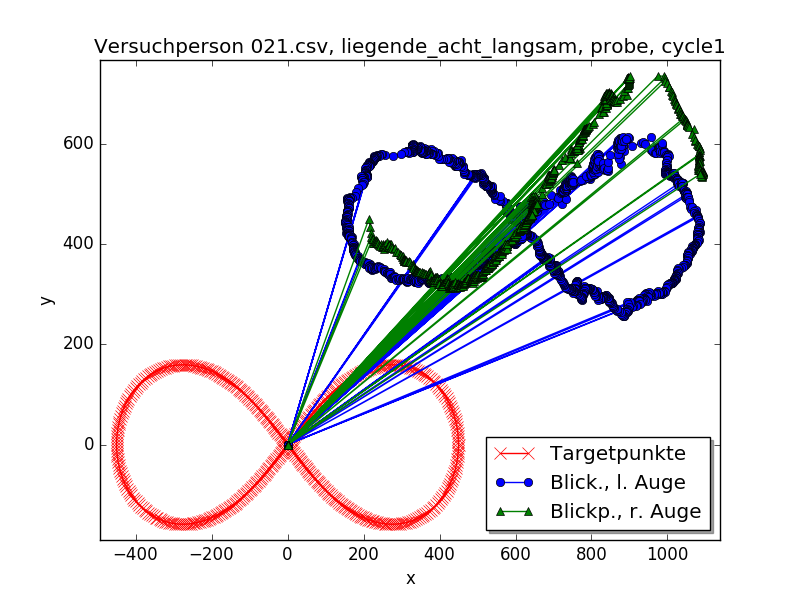 Versuchperson 021.csv, liegende_acht_langsam, probe, cycle1
y
600
400
200
0
Targetpunkte
Blick., l. Auge
Blickp., r. Auge
−400 −200 0 200 400 600 800 1000
x